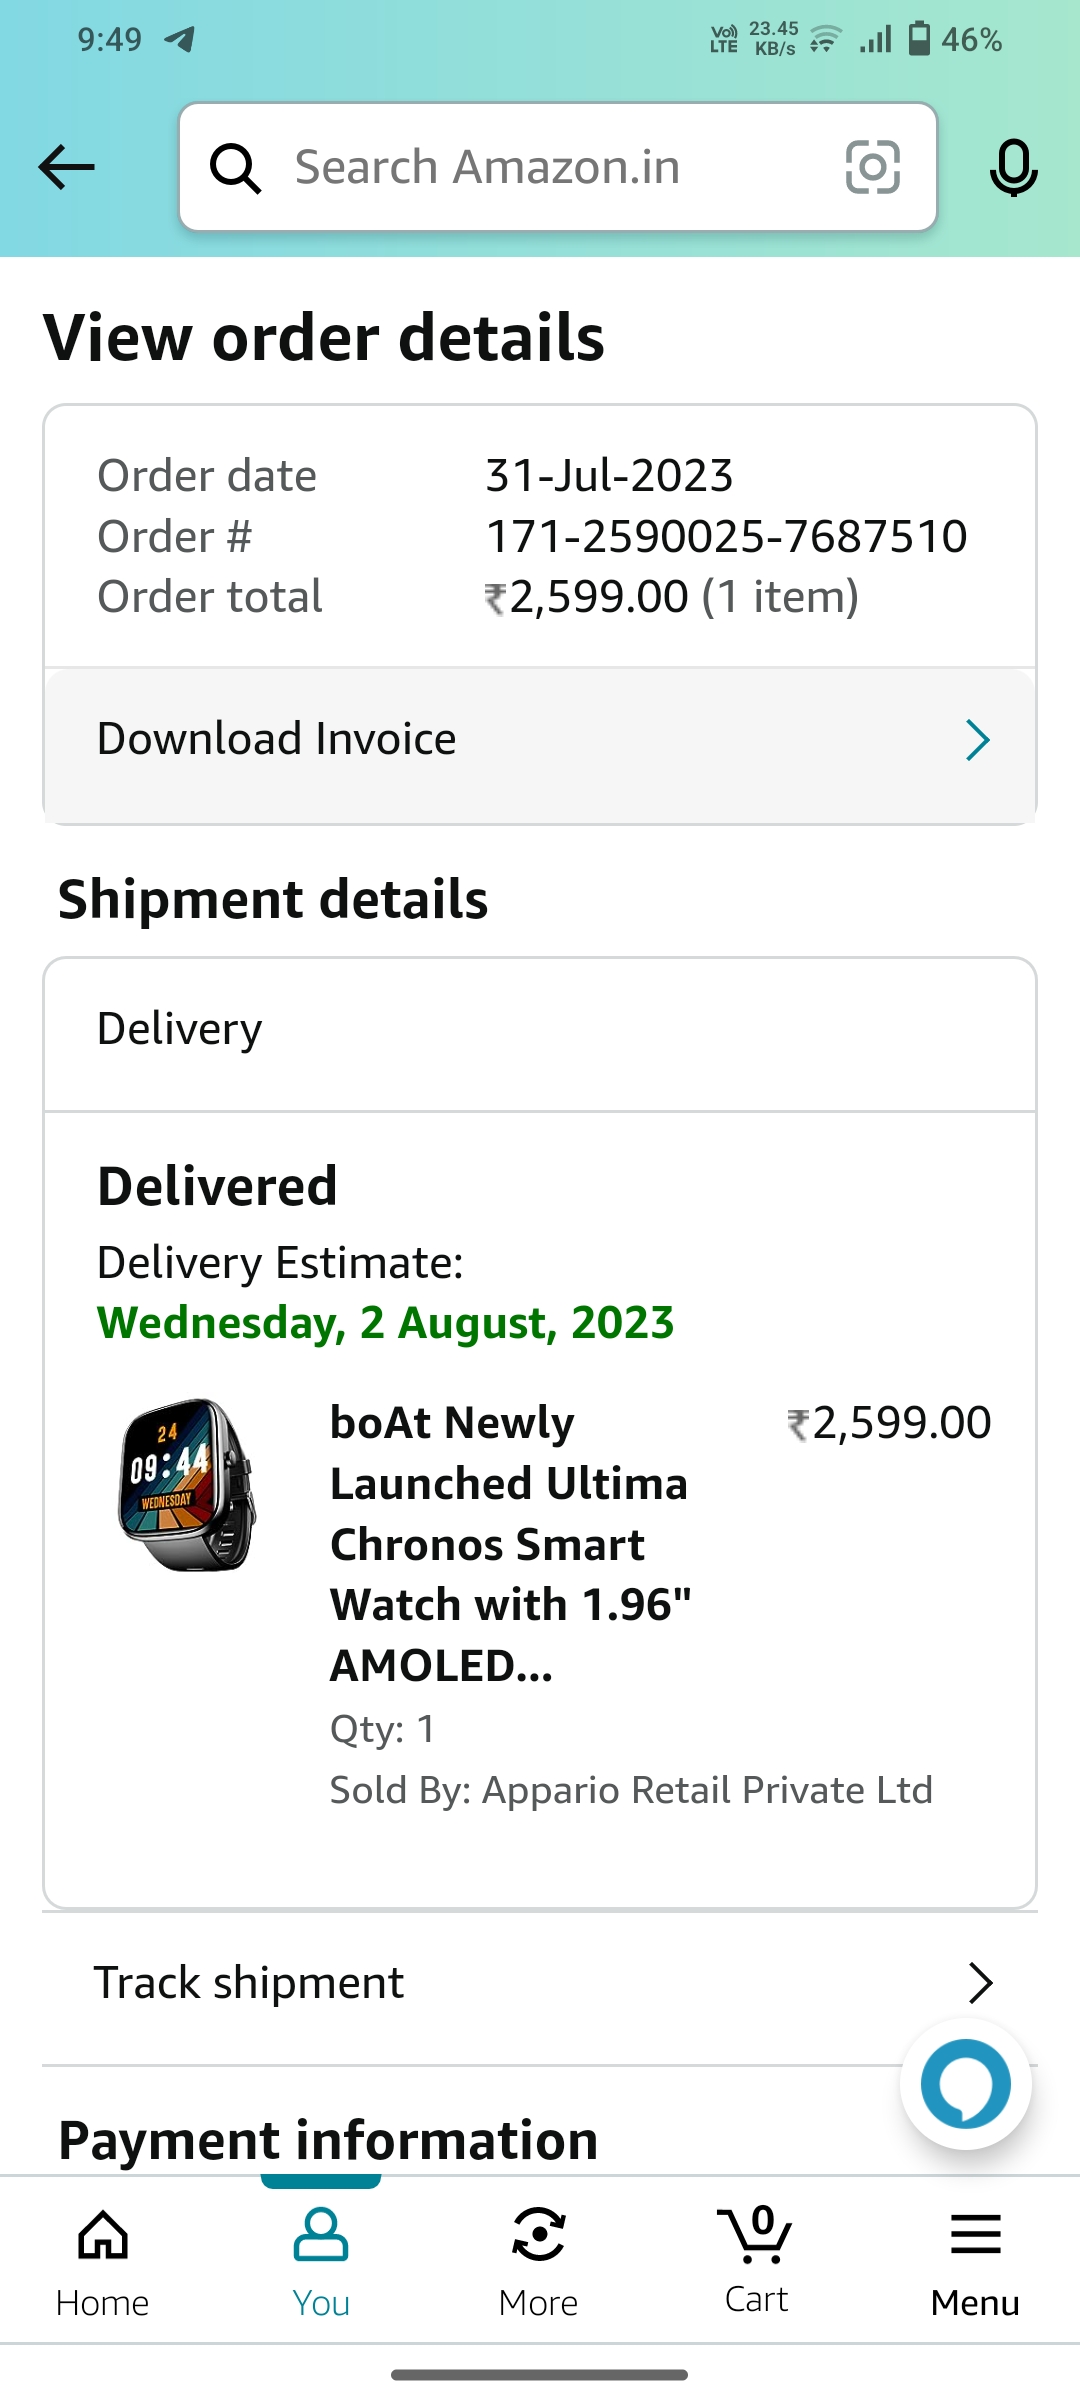 9:49
Vo)) LTE 23.45 KB/s 46%
Search Amazon.in
View order details
Order date 31-Jul-2023
Order # 171-2590025-7687510
Order total ₹2,599.00 (1 item)
Download Invoice
Shipment details
Delivery
Delivered
Delivery Estimate:
Wednesday, 2 August, 2023
24
09:44
WEDNESDAY
boAt Newly ₹2,599.00
Launched Ultima
Chronos Smart
Watch with 1.96"
AMOLED...
Qty: 1
Sold By: Appario Retail Private Ltd
Track shipment
Payment information
0
Home You More Cart Menu